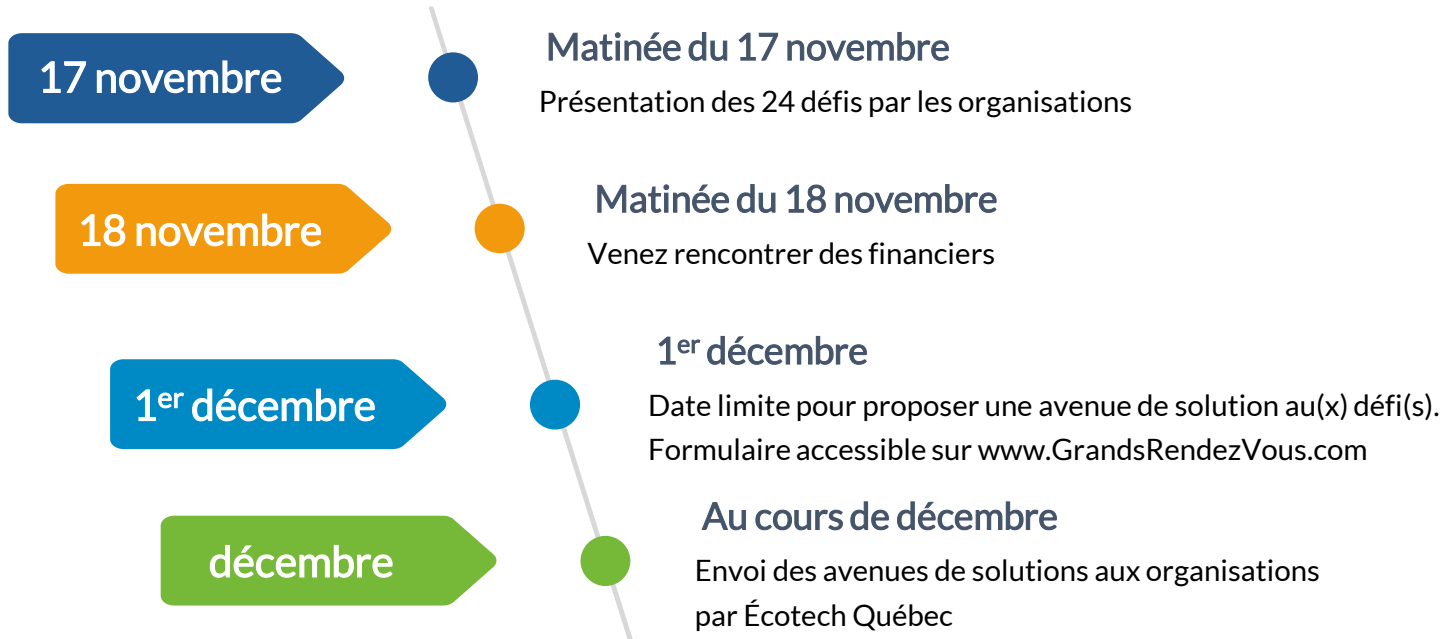 17 novembre
Matinée du 17 novembre
Présentation des 24 défis par les organisations
18 novembre
Matinée du 18 novembre
Venez rencontrer des financiers
1er décembre
1er décembre
Date limite pour proposer une avenue de solution au(x) défi(s).
Formulaire accessible sur www.GrandsRendezVous.com
décembre
Au cours de décembre
Envoi des avenues de solutions aux organisations
par Écotech Québec